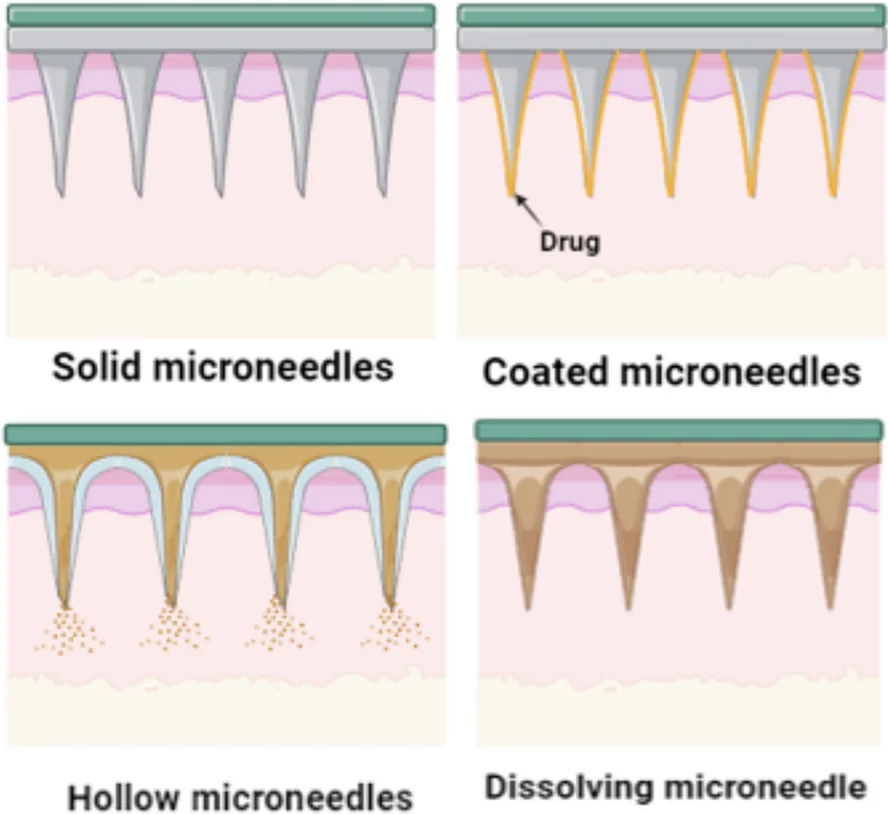 Drug
Solid microneedles
Coated microneedles
Hollow microneedles
Dissolving microneedle